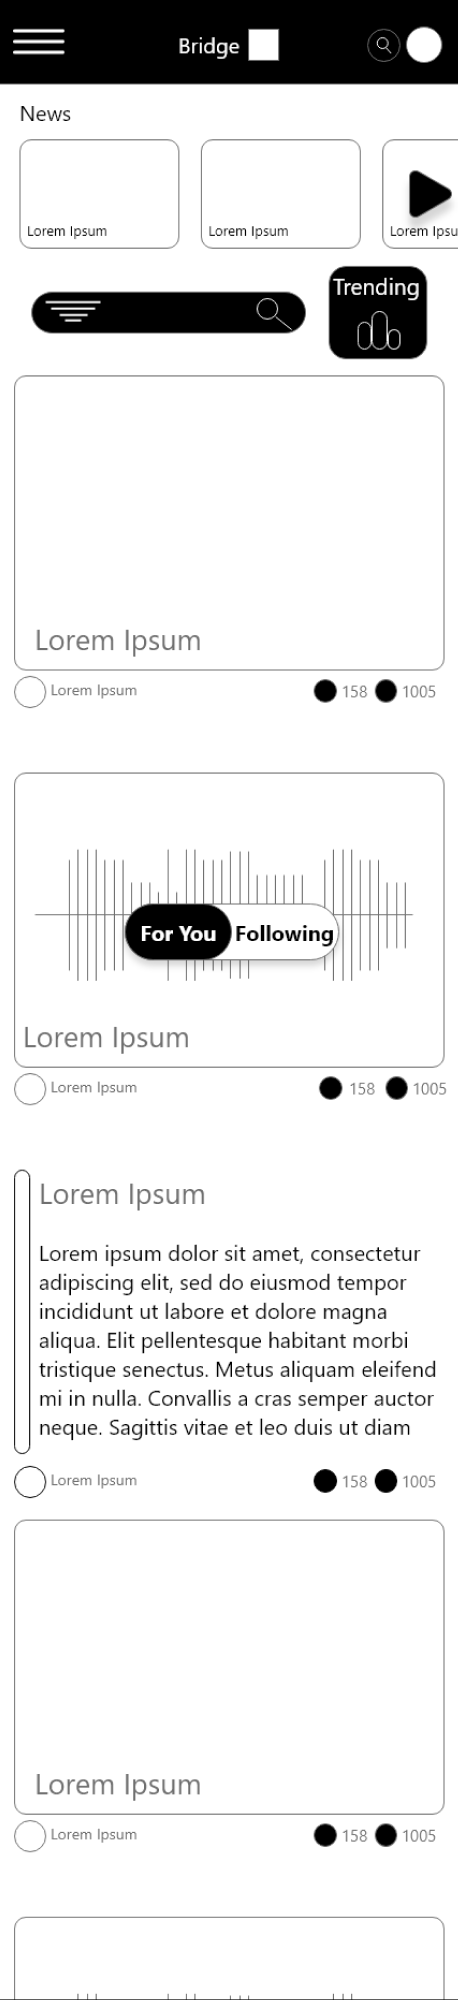 Bridge
News
Lorem Ipsum
Lorem Ipsum
Lorem Ipsu
Trending
Lorem Ipsum
Lorem Ipsum
158
1005
For You
Following
Lorem Ipsum
Lorem Ipsum
158
1005
Lorem Ipsum
Lorem ipsum dolor sit amet, consectetur
adipiscing elit, sed do eiusmod tempor
incididunt ut labore et dolore magna
aliqua. Elit pellentesque habitant morbi
tristique senectus. Metus aliquam eleifend
mi in nulla. Convallis a cras semper auctor
neque. Sagittis vitae et leo duis ut diam
Lorem Ipsum
158
1005
Lorem Ipsum
Lorem Ipsum
158
1005